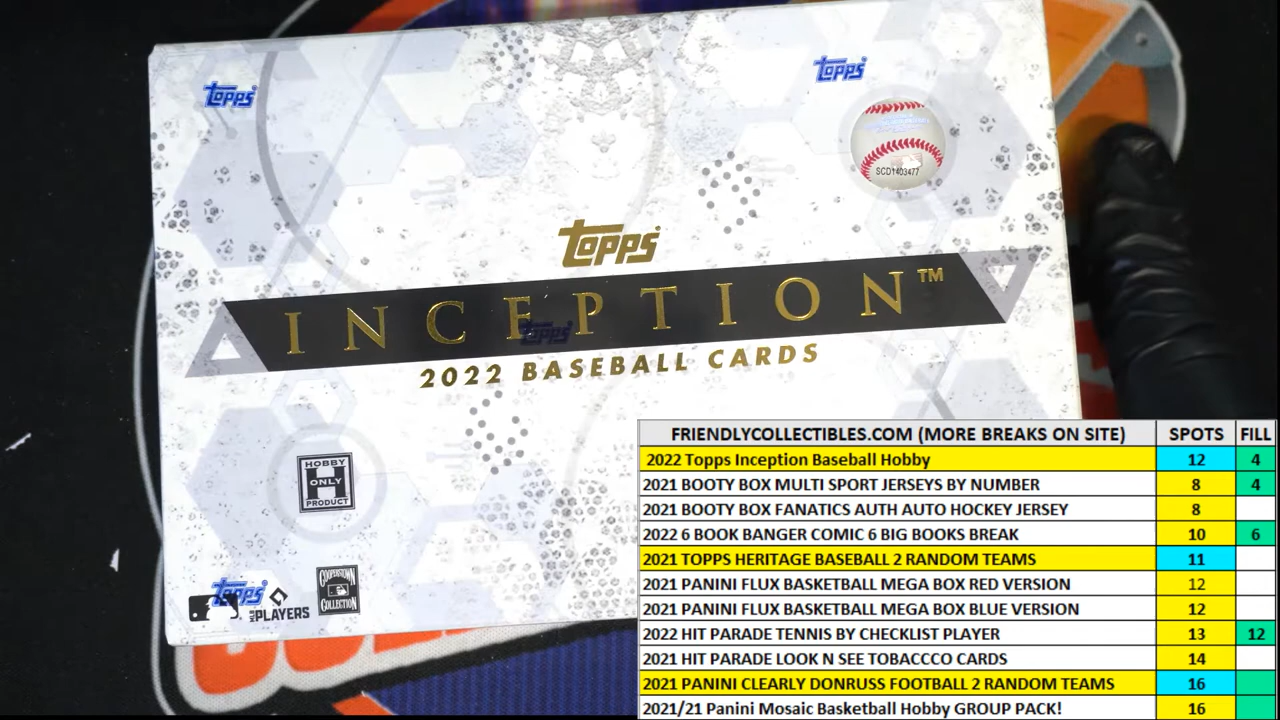 topps
topps
SCD1403477
topps
INCEPTION™
topps
2022 BASEBALL CARDS
HOBBY
H
ONLY
PRODUCT
topps
PLAYERS
COOPERSTOWN
COLLECTION
FRIENDLYCOLLECTIBLES.COM (MORE BREAKS ON SITE) SPOTS FILL
2022 Topps Inception Baseball Hobby 12 4
2021 BOOTY BOX MULTI SPORT JERSEYS BY NUMBER 8 4
2021 BOOTY BOX FANATICS AUTH AUTO HOCKEY JERSEY 8
2022 6 BOOK BANGER COMIC 6 BIG BOOKS BREAK 10 6
2021 TOPPS HERITAGE BASEBALL 2 RANDOM TEAMS 11
2021 PANINI FLUX BASKETBALL MEGA BOX RED VERSION 12
2021 PANINI FLUX BASKETBALL MEGA BOX BLUE VERSION 12
2022 HIT PARADE TENNIS BY CHECKLIST PLAYER 13 12
2021 HIT PARADE LOOK N SEE TOBACCCO CARDS 14
2021 PANINI CLEARLY DONRUSS FOOTBALL 2 RANDOM TEAMS 16
2021/21 Panini Mosaic Basketball Hobby GROUP PACK! 16